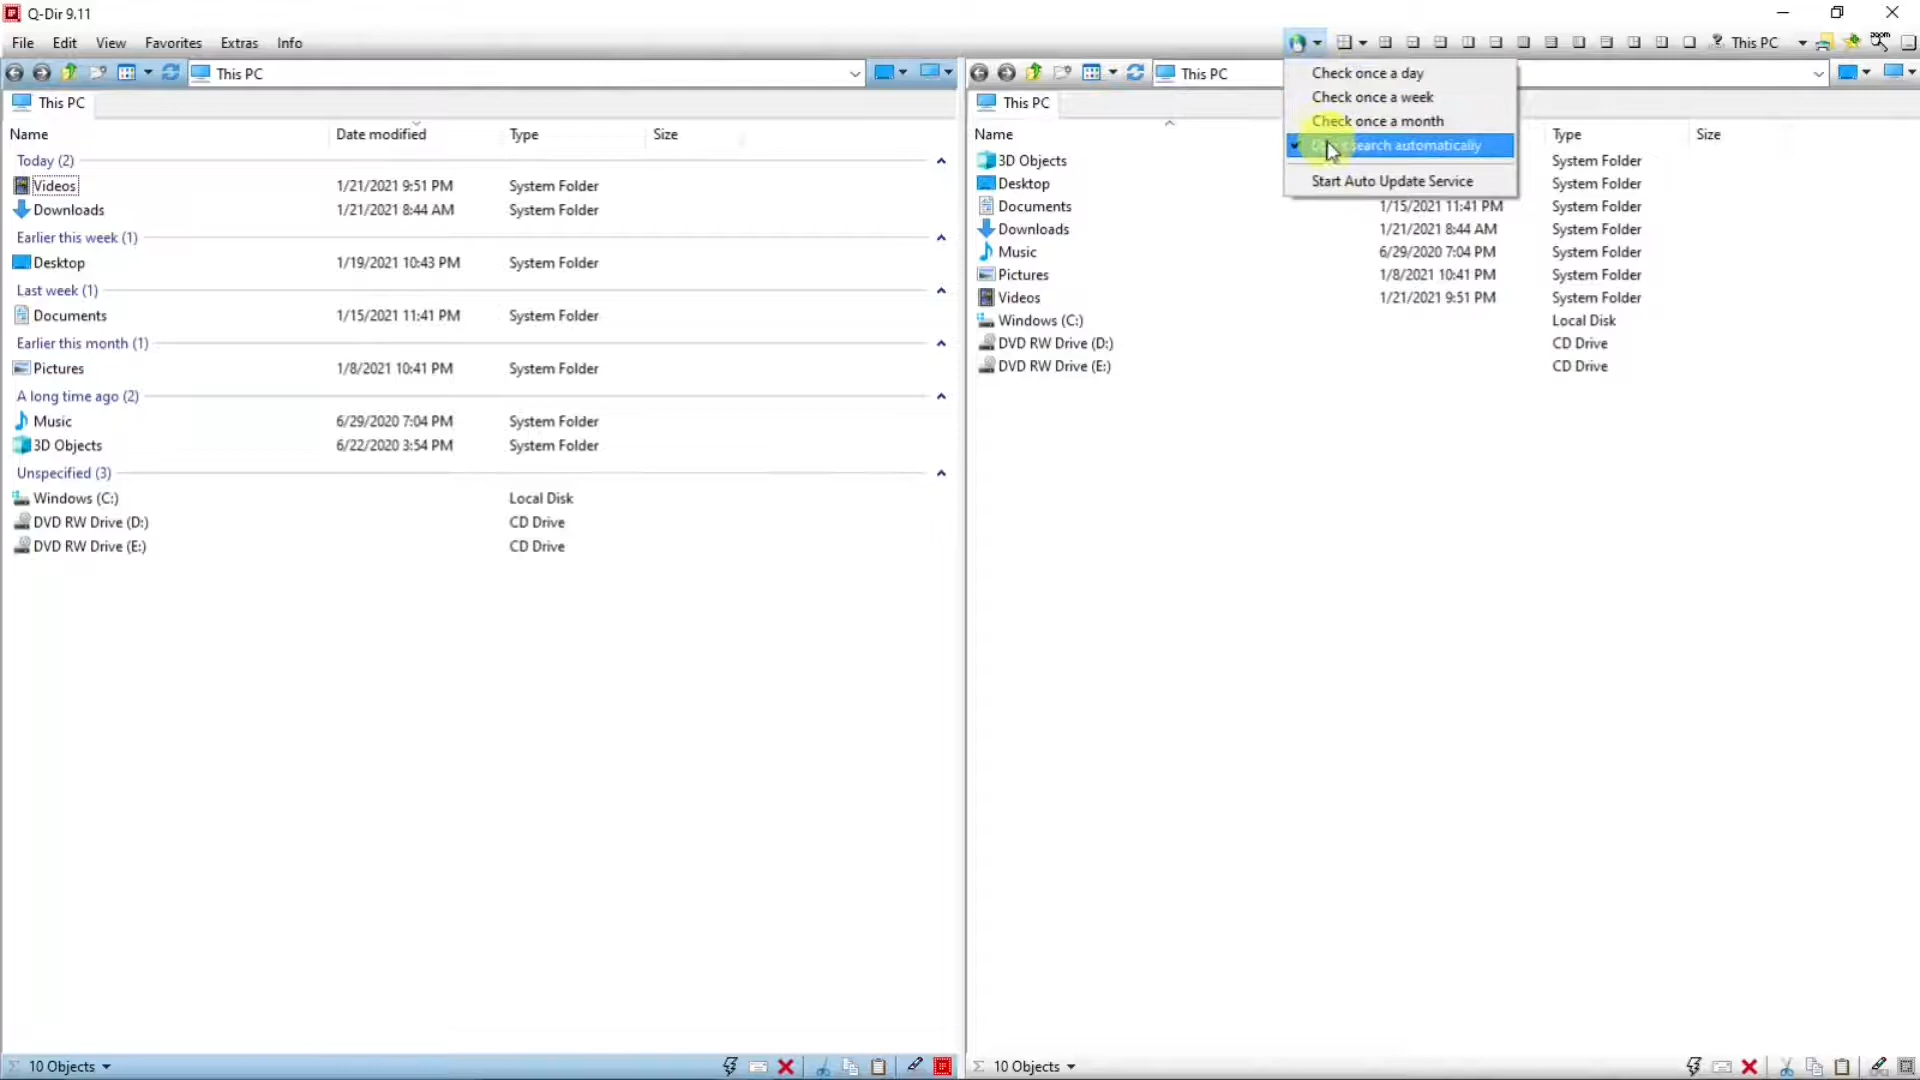 Q-Dir 9.11
File Edit View Favorites Extras Info
This PC
This PC
This PC
zoom
This PC
Name Date modified Type Size
Today (2)
Videos 1/21/2021 9:51 PM System Folder
Downloads 1/21/2021 8:44 AM System Folder
Earlier this week (1)
Desktop 1/19/2021 10:43 PM System Folder
Last week (1)
Documents 1/15/2021 11:41 PM System Folder
Earlier this month (1)
Pictures 1/8/2021 10:41 PM System Folder
A long time ago (2)
Music 6/29/2020 7:04 PM System Folder
3D Objects 6/22/2020 3:54 PM System Folder
Unspecified (3)
Windows (C:) Local Disk
DVD RW Drive (D:) CD Drive
DVD RW Drive (E:) CD Drive
10 Objects
This PC
Check once a day
Check once a week
Check once a month
search automatically
Start Auto Update Service
Name Type Size
3D Objects System Folder
Desktop System Folder
Documents 1/15/2021 11:41 PM System Folder
Downloads 1/21/2021 8:44 AM System Folder
Music 6/29/2020 7:04 PM System Folder
Pictures 1/8/2021 10:41 PM System Folder
Videos 1/21/2021 9:51 PM System Folder
Windows (C:) Local Disk
DVD RW Drive (D:) CD Drive
DVD RW Drive (E:) CD Drive
10 Objects